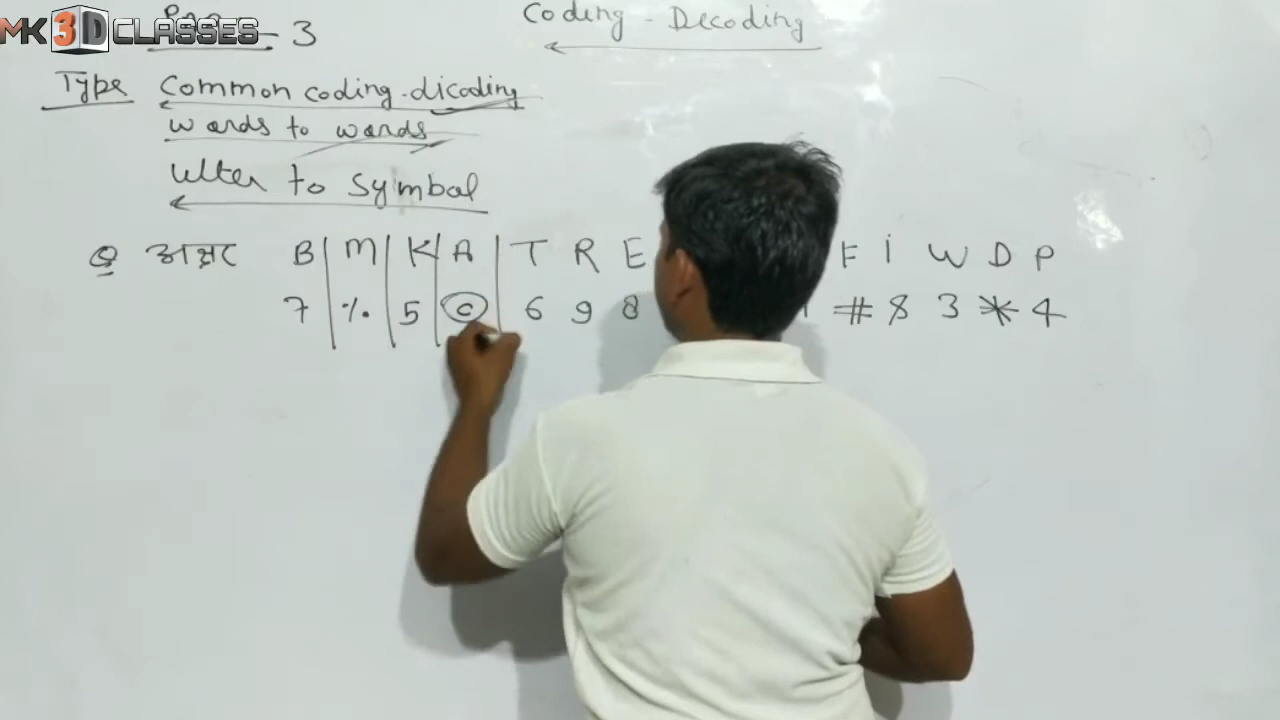 MK3D CLASSES
3 Coding - Decoding
Type Common coding-dicoding
words to words
letter to symbol
Q अक्षर B M K A T R E F I W D P
7 % 5 © 6 9 8 # $ 3 * 4